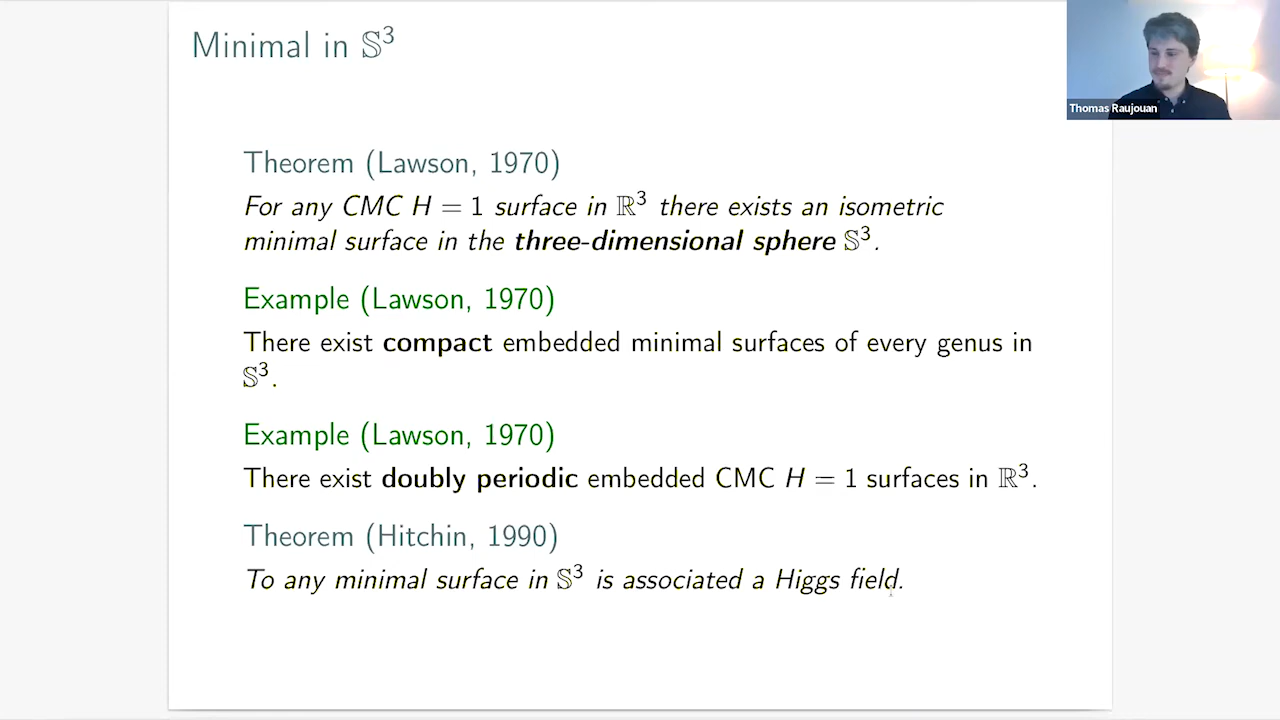 Minimal in 𝕊³
Thomas Raujouan
Theorem (Lawson, 1970)
For any CMC H = 1 surface in ℝ³ there exists an isometric
minimal surface in the three-dimensional sphere 𝕊³.
Example (Lawson, 1970)
There exist compact embedded minimal surfaces of every genus in
𝕊³.
Example (Lawson, 1970)
There exist doubly periodic embedded CMC H = 1 surfaces in ℝ³.
Theorem (Hitchin, 1990)
To any minimal surface in 𝕊³ is associated a Higgs field.